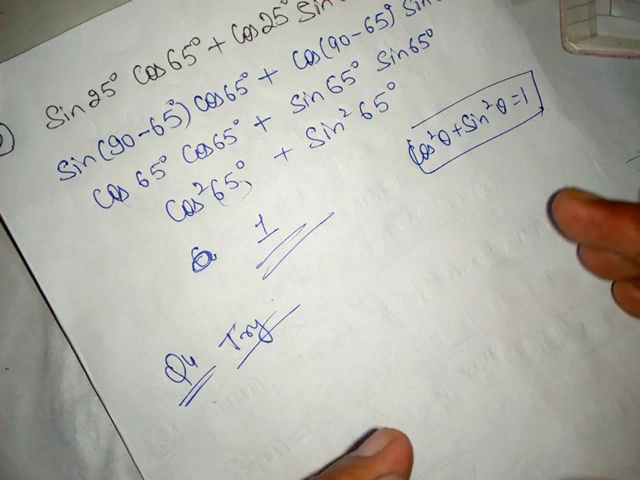 Sin 25° Cos 65° + Cos 25° Sin
Sin(90-65°) Cos 65° + Cos(90-65)° Sin
Cos 65° Cos 65° + Sin 65° Sin 65°
Cos² 65° + Sin² 65°
Cos²θ + Sin²θ = 1
1
Q4 Try